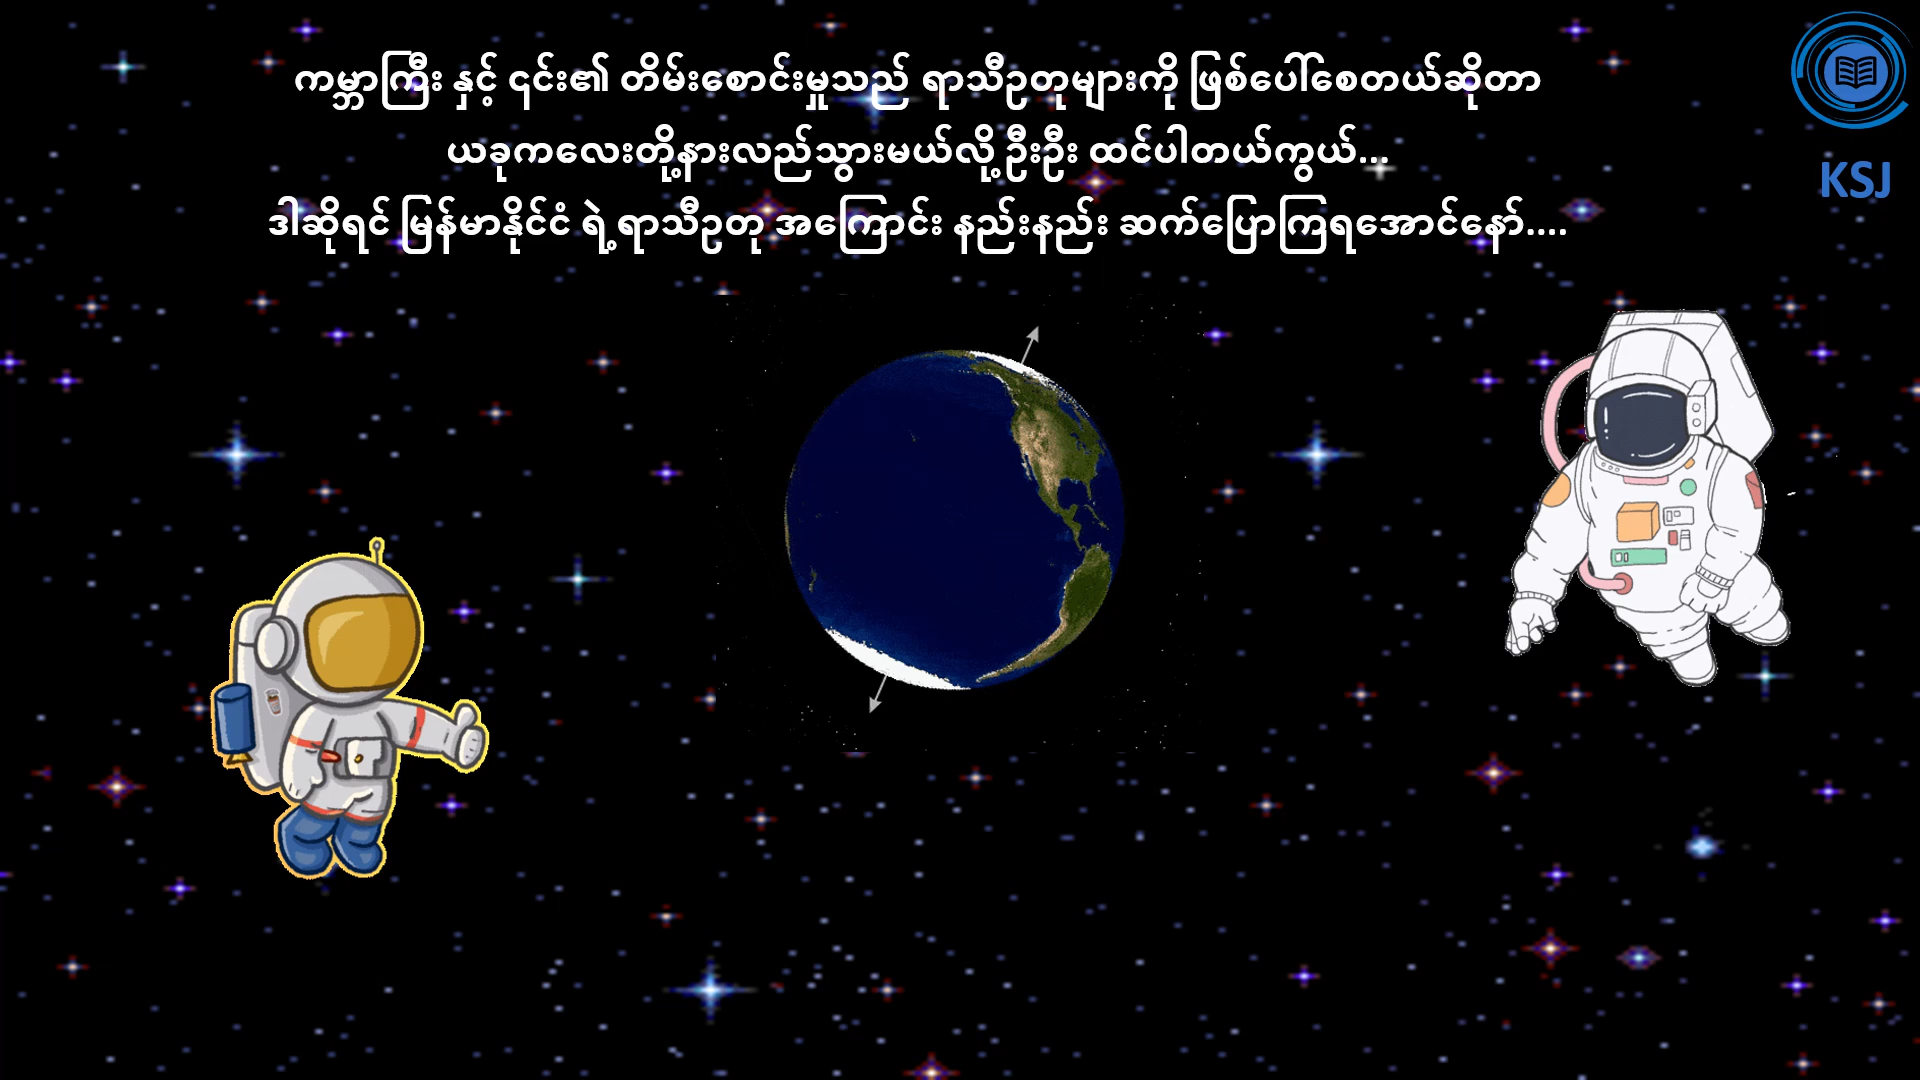 ကမ္ဘာကြီး နှင့် ၎င်း၏ တိမ်းစောင်းမှုသည် ရာသီဥတုများကို ဖြစ်ပေါ်စေတယ်ဆိုတာ
ယခုကလေးတို့နားလည်သွားမယ်လို့ ဦးဦး ထင်ပါတယ်ကွယ်...
ဒါဆိုရင် မြန်မာနိုင်ငံ ရဲ့ ရာသီဥတု အကြောင်း နည်းနည်း ဆက်ပြောကြရအောင်နော်....
KSJ